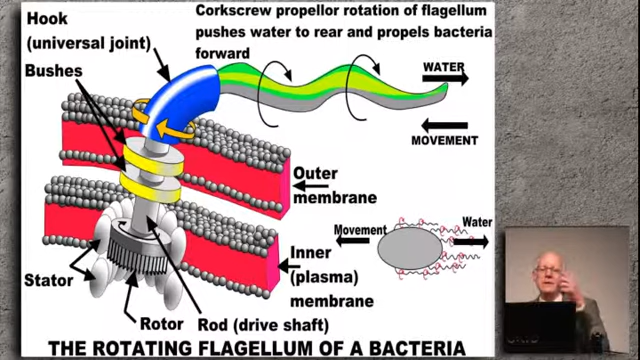 Corkscrew propellor rotation of flagellum
pushes water to rear and propels bacteria
forward
Hook
(universal joint)
Bushes
WATER
MOVEMENT
Outer
membrane
Movement
Water
Inner
(plasma)
membrane
Stator
Rotor
Rod (drive shaft)
THE ROTATING FLAGELLUM OF A BACTERIA